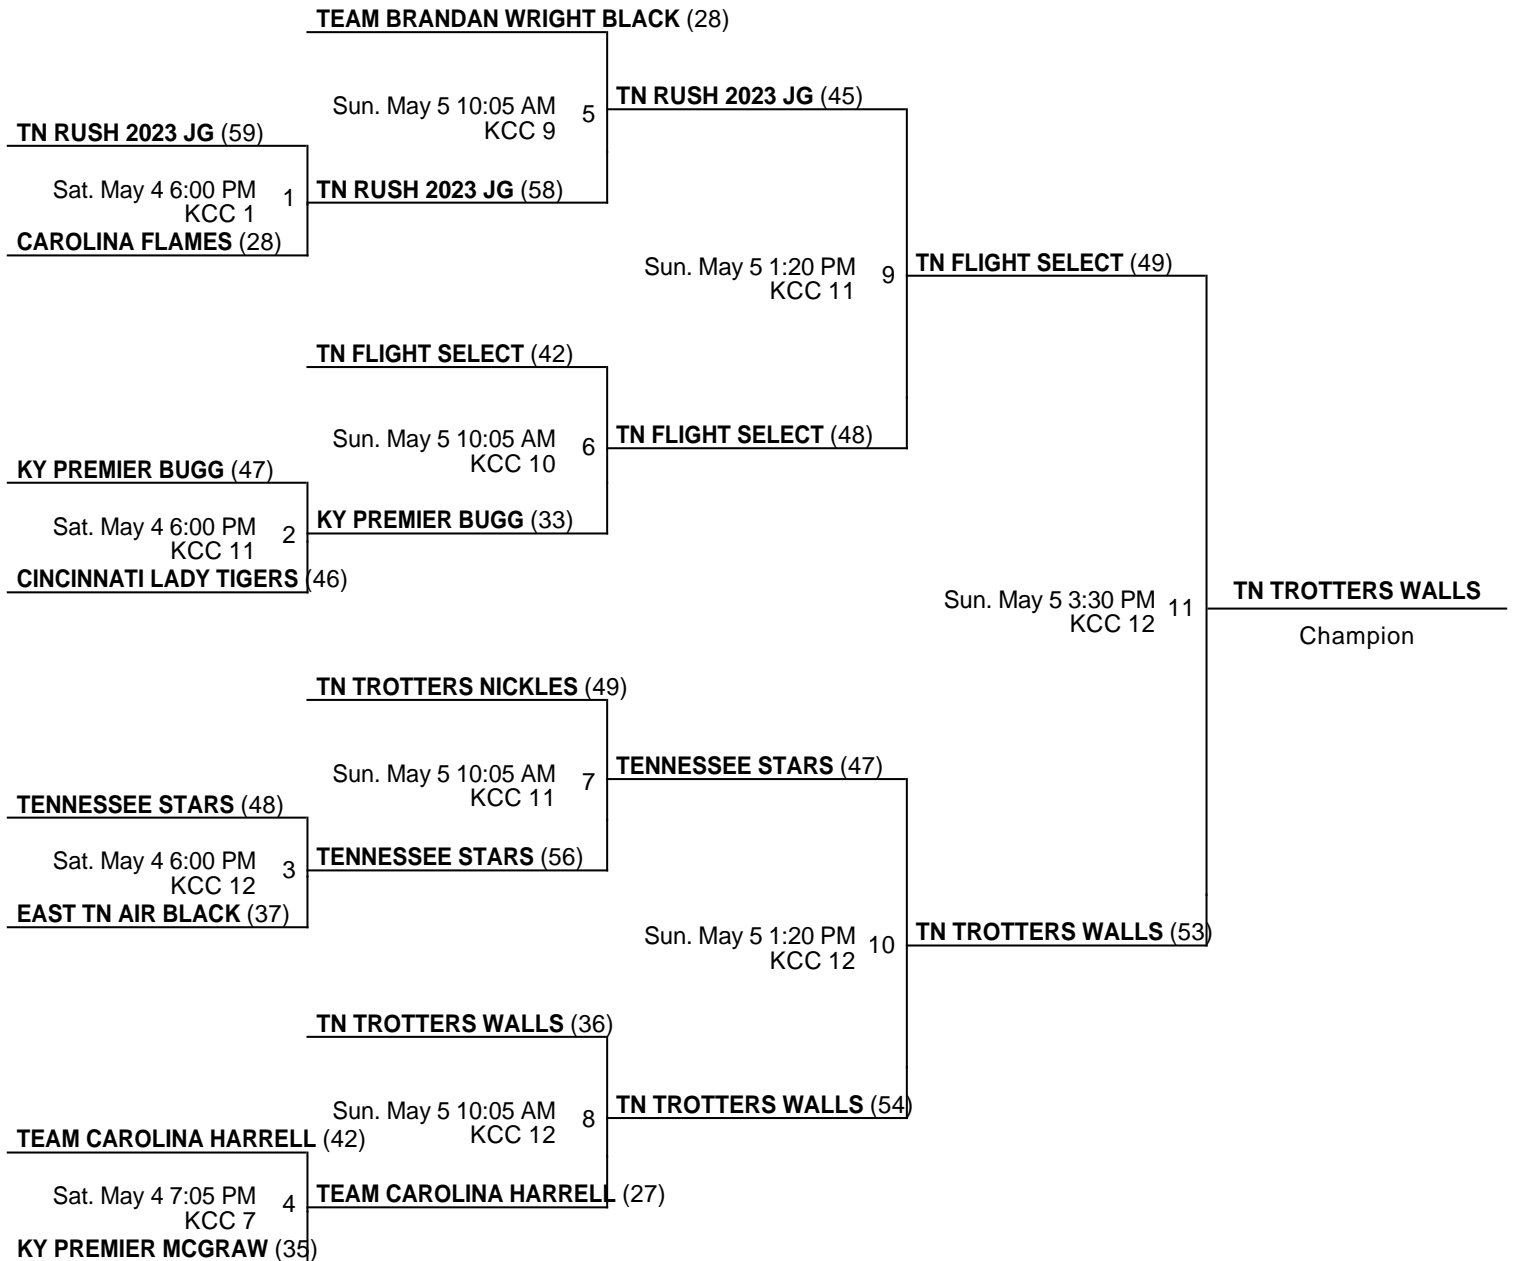 TEAM BRANDAN WRIGHT BLACK (28)
Sun. May 5 10:05 AM
KCC 9
5
TN RUSH 2023 JG (45)
TN RUSH 2023 JG (59)
Sat. May 4 6:00 PM
KCC 1
1
TN RUSH 2023 JG (58)
CAROLINA FLAMES (28)
Sun. May 5 1:20 PM
KCC 11
9
TN FLIGHT SELECT (49)
TN FLIGHT SELECT (42)
Sun. May 5 10:05 AM
KCC 10
6
TN FLIGHT SELECT (48)
KY PREMIER BUGG (47)
Sat. May 4 6:00 PM
KCC 11
2
KY PREMIER BUGG (33)
CINCINNATI LADY TIGERS (46)
Sun. May 5 3:30 PM
KCC 12
11
TN TROTTERS WALLS
Champion
TN TROTTERS NICKLES (49)
Sun. May 5 10:05 AM
KCC 11
7
TENNESSEE STARS (47)
TENNESSEE STARS (48)
Sat. May 4 6:00 PM
KCC 12
3
TENNESSEE STARS (56)
EAST TN AIR BLACK (37)
Sun. May 5 1:20 PM
KCC 12
10
TN TROTTERS WALLS (53)
TN TROTTERS WALLS (36)
Sun. May 5 10:05 AM
KCC 12
8
TN TROTTERS WALLS (54)
TEAM CAROLINA HARRELL (42)
Sat. May 4 7:05 PM
KCC 7
4
TEAM CAROLINA HARRELL (27)
KY PREMIER MCGRAW (35)